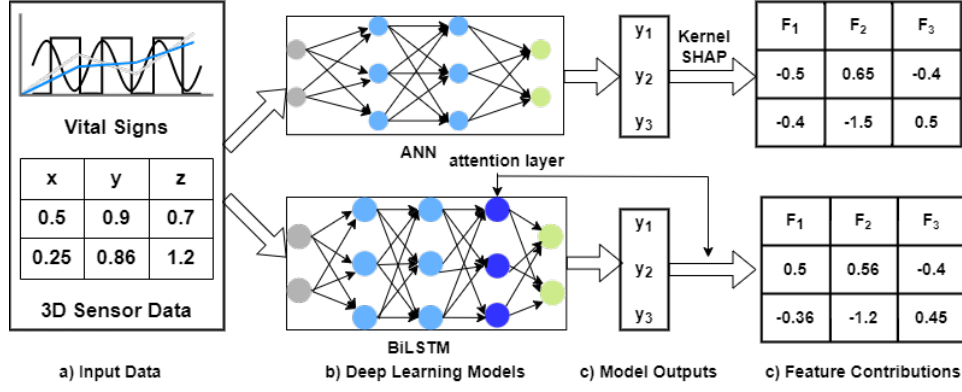 Vital Signs
x y z
0.5 0.9 0.7
0.25 0.86 1.2
3D Sensor Data
a) Input Data
ANN
attention layer
BiLSTM
b) Deep Learning Models
y1
y2
y3
y1
y2
y3
c) Model Outputs
Kernel
SHAP
F1 F2 F3
-0.5 0.65 -0.4
-0.4 -1.5 0.5
F1 F2 F3
0.5 0.56 -0.4
-0.36 -1.2 0.45
c) Feature Contributions